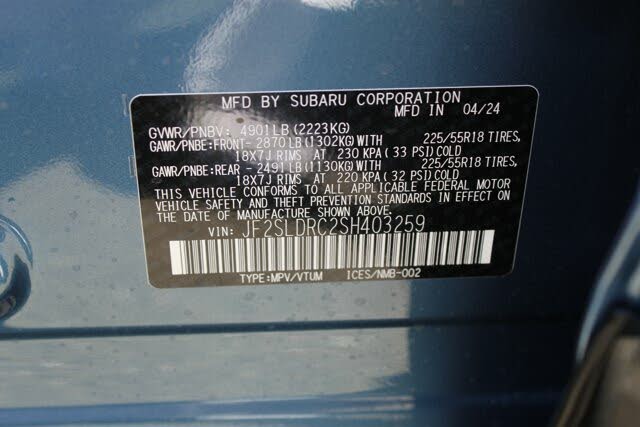 MFD BY SUBARU CORPORATION
MFD IN 04/24
GVWR/PNBV: 4901LB(2223KG)
GAWR/PNBE:FRONT- 2870LB(1302KG)WITH 225/55R18 TIRES,
18X7J RIMS AT 230 KPA(33 PSI)COLD
GAWR/PNBE:REAR - 2491LB(1130KG)WITH 225/55R18 TIRES,
18X7J RIMS AT 220 KPA(32 PSI)COLD
THIS VEHICLE CONFORMS TO ALL APPLICABLE FEDERAL MOTOR
VEHICLE SAFETY AND THEFT PREVENTION STANDARDS IN EFFECT ON
THE DATE OF MANUFACTURE SHOWN ABOVE.
VIN: JF2SLDRC2SH403259
TYPE:MPV/VTUM ICES/NMB-002